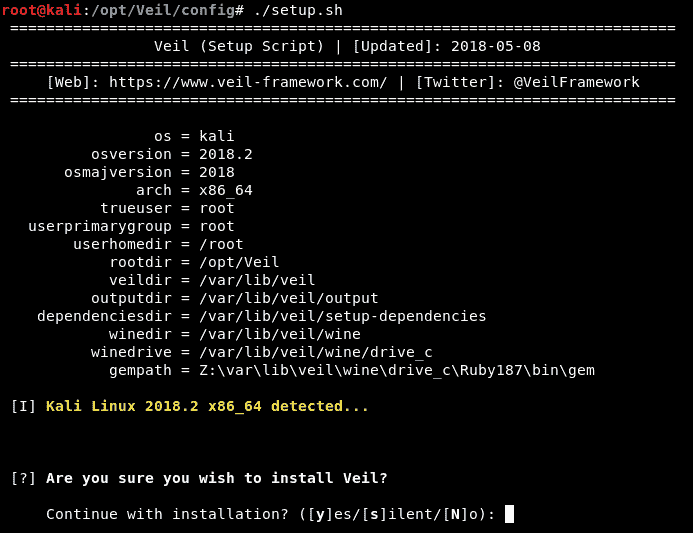 root@kali:/opt/Veil/config# ./setup.sh
==========================================================================
Veil (Setup Script) | [Updated]: 2018-05-08
==========================================================================
[Web]: https://www.veil-framework.com/ | [Twitter]: @VeilFramework
==========================================================================
os = kali
osversion = 2018.2
osmajversion = 2018
arch = x86_64
trueuser = root
userprimarygroup = root
userhomedir = /root
rootdir = /opt/Veil
veildir = /var/lib/veil
outputdir = /var/lib/veil/output
dependenciesdir = /var/lib/veil/setup-dependencies
winedir = /var/lib/veil/wine
winedrive = /var/lib/veil/wine/drive_c
gempath = Z:\var\lib\veil\wine\drive_c\Ruby187\bin\gem
[I] Kali Linux 2018.2 x86_64 detected...
[?] Are you sure you wish to install Veil?
Continue with installation? ([y]es/[s]ilent/[N]o):